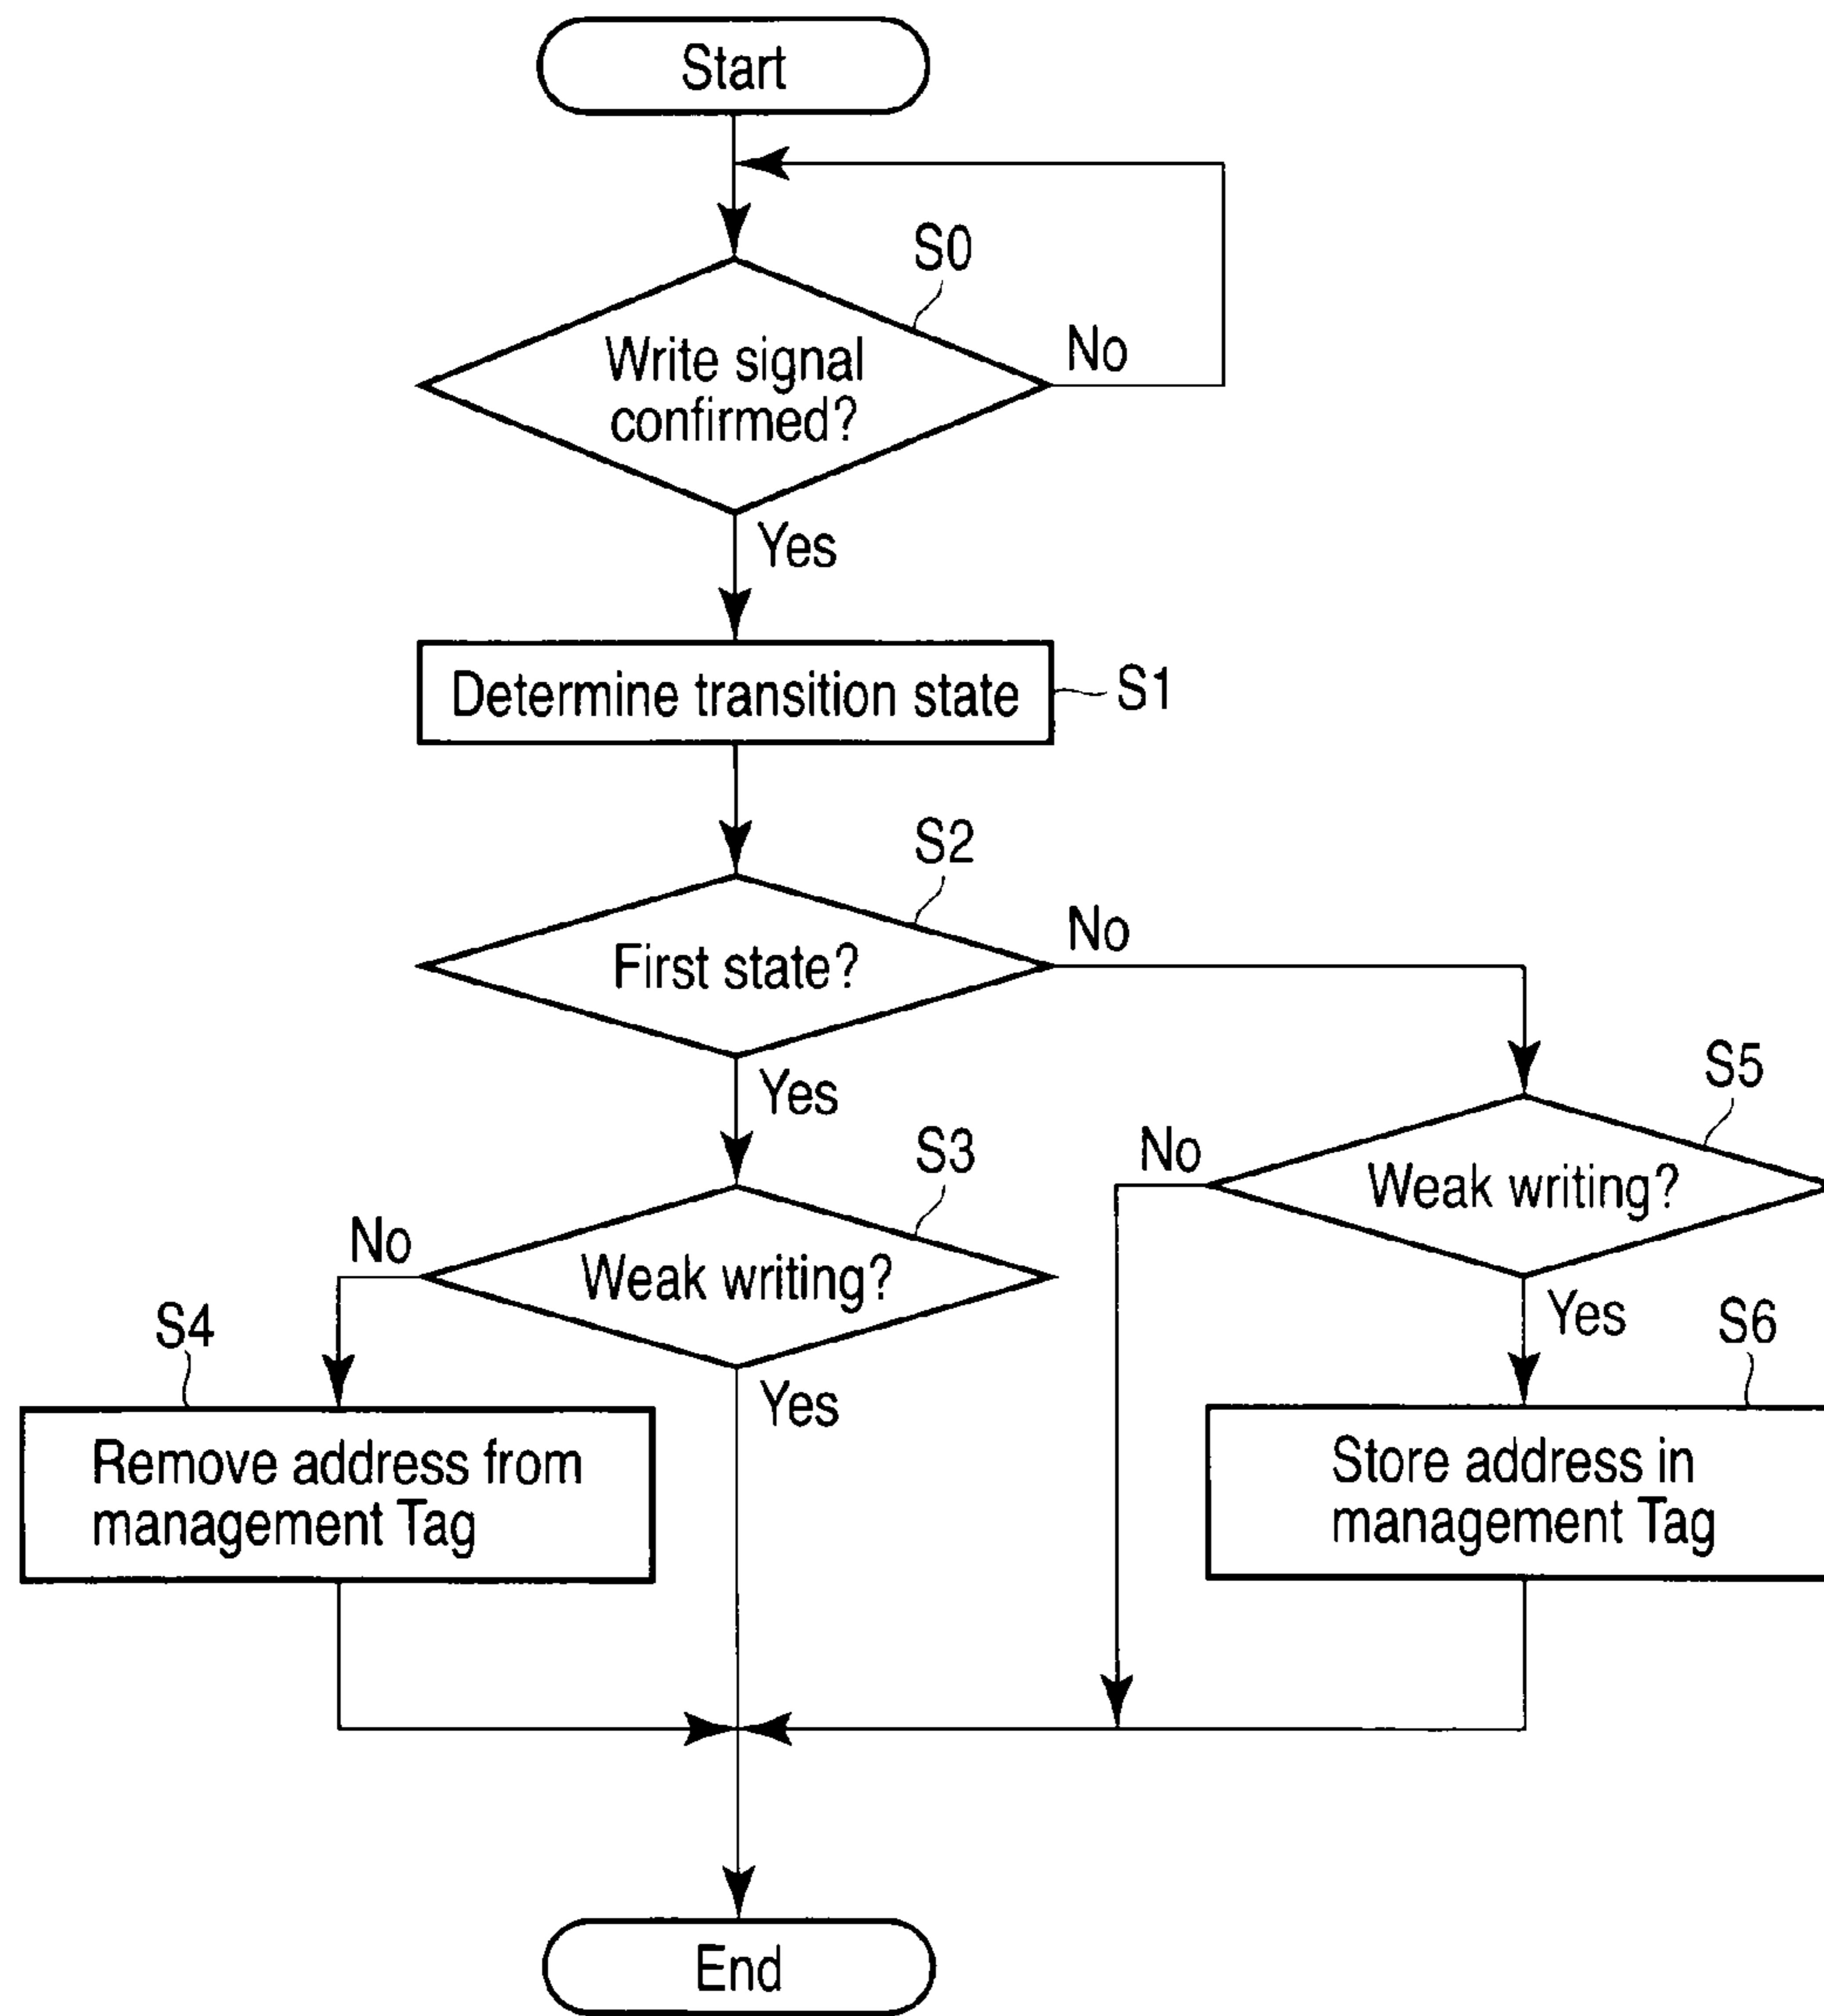 Start
S0
Write signal
confirmed?
No
Yes
Determine transition state
S1
S2
First state?
No
Yes
S5
Weak writing?
No
Yes
S3
Weak writing?
No
Yes
S4
Remove address from
management Tag
S6
Store address in
management Tag
End